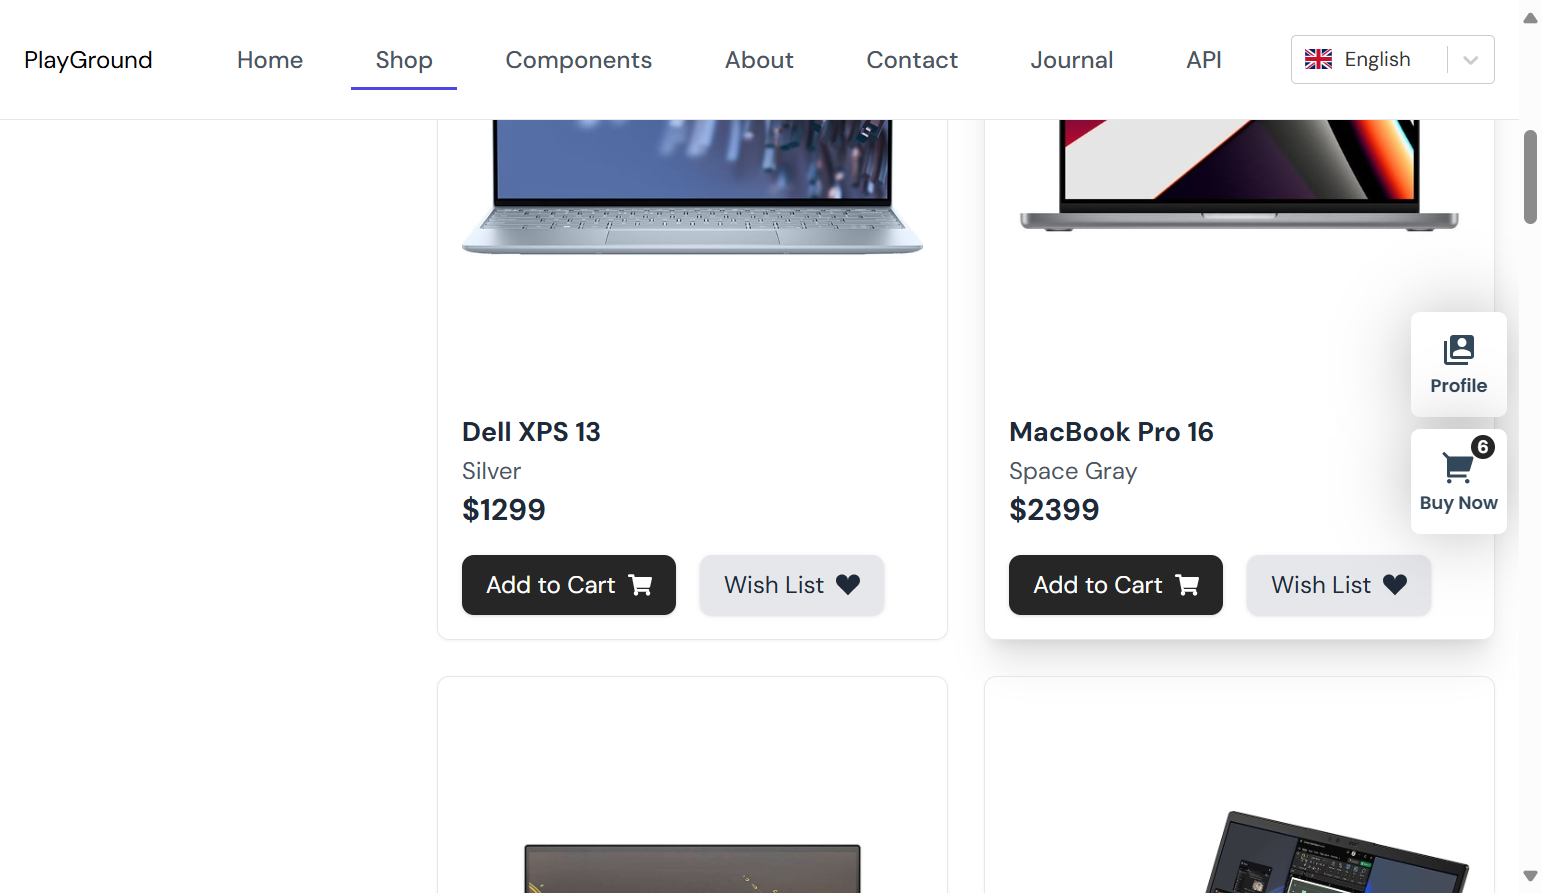 PlayGround
Home
Shop
Components
About
Contact
Journal
API
English
Profile
6
Buy Now
Dell XPS 13
Silver
$1299
Add to Cart
Wish List
MacBook Pro 16
Space Gray
$2399
Add to Cart
Wish List